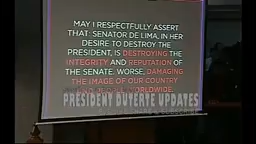 MAY I RESPECTFULLY ASSERT
THAT: SENATOR DE LIMA, IN HER
DESIRE TO DESTROY THE
PRESIDENT, IS DESTROYING THE
INTEGRITY AND REPUTATION OF
THE SENATE. WORSE, DAMAGING
THE IMAGE OF OUR COUNTRY
WORLDWIDE.
PRESIDENT DUTERTE UPDATES